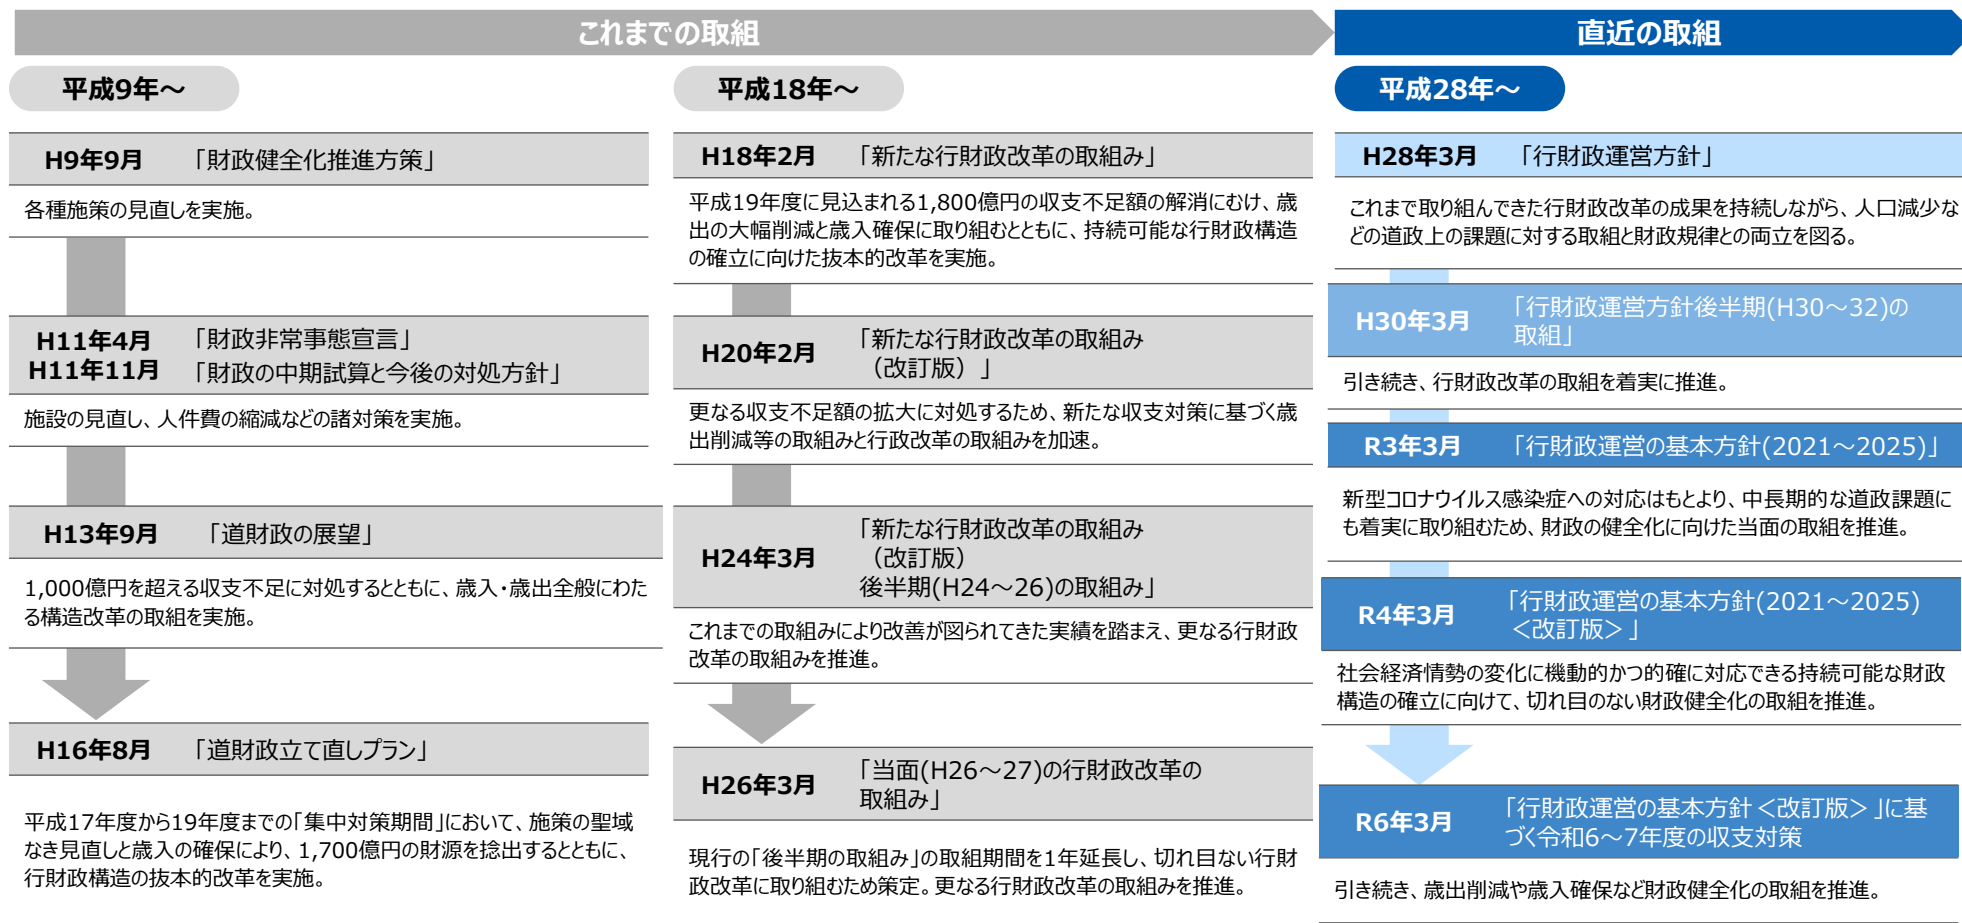 これまでの取組
直近の取組
平成9年～
H9年9月 「財政健全化推進方策」
各種施策の見直しを実施。
H11年4月 「財政非常事態宣言」
H11年11月 「財政の中期試算と今後の対処方針」
施設の見直し、人件費の縮減などの諸対策を実施。
H13年9月 「道財政の展望」
1,000億円を超える収支不足に対処するとともに、歳入・歳出全般にわた
る構造改革の取組を実施。
H16年8月 「道財政立て直しプラン」
平成17年度から19年度までの「集中対策期間」において、施策の聖域
なき見直しと歳入の確保により、1,700億円の財源を捻出するとともに、
行財政構造の抜本的改革を実施。
平成18年～
H18年2月 「新たな行財政改革の取組み」
平成19年度に見込まれる1,800億円の収支不足額の解消にむけ、歳
出の大幅削減と歳入確保に取り組むとともに、持続可能な行財政構造
の確立に向けた抜本的改革を実施。
H20年2月 「新たな行財政改革の取組み
（改訂版）」
更なる収支不足額の拡大に対処するため、新たな収支対策に基づく歳
出削減等の取組みと行政改革の取組みを加速。
H24年3月 「新たな行財政改革の取組み
（改訂版）
後半期(H24～26)の取組み」
これまでの取組みにより改善が図られてきた実績を踏まえ、更なる行財政
改革の取組みを推進。
H26年3月 「当面(H26～27)の行財政改革の
取組み」
現行の「後半期の取組み」の取組期間を1年延長し、切れ目ない行財
政改革に取り組むため策定。更なる行財政改革の取組みを推進。
平成28年～
H28年3月 「行財政運営方針」
これまで取り組んできた行財政改革の成果を持続しながら、人口減少な
どの道政上の課題に対する取組と財政規律との両立を図る。
H30年3月 「行財政運営方針後半期(H30～32)の
取組」
引き続き、行財政改革の取組を着実に推進。
R3年3月 「行財政運営の基本方針(2021～2025)」
新型コロナウイルス感染症への対応はもとより、中長期的な道政課題に
も着実に取り組むため、財政の健全化に向けた当面の取組を推進。
R4年3月 「行財政運営の基本方針(2021～2025)
＜改訂版＞」
社会経済情勢の変化に機動的かつ的確に対応できる持続可能な財政
構造の確立に向けて、切れ目のない財政健全化の取組を推進。
R6年3月 「行財政運営の基本方針＜改訂版＞」に基
づく令和6～7年度の収支対策
引き続き、歳出削減や歳入確保など財政健全化の取組を推進。